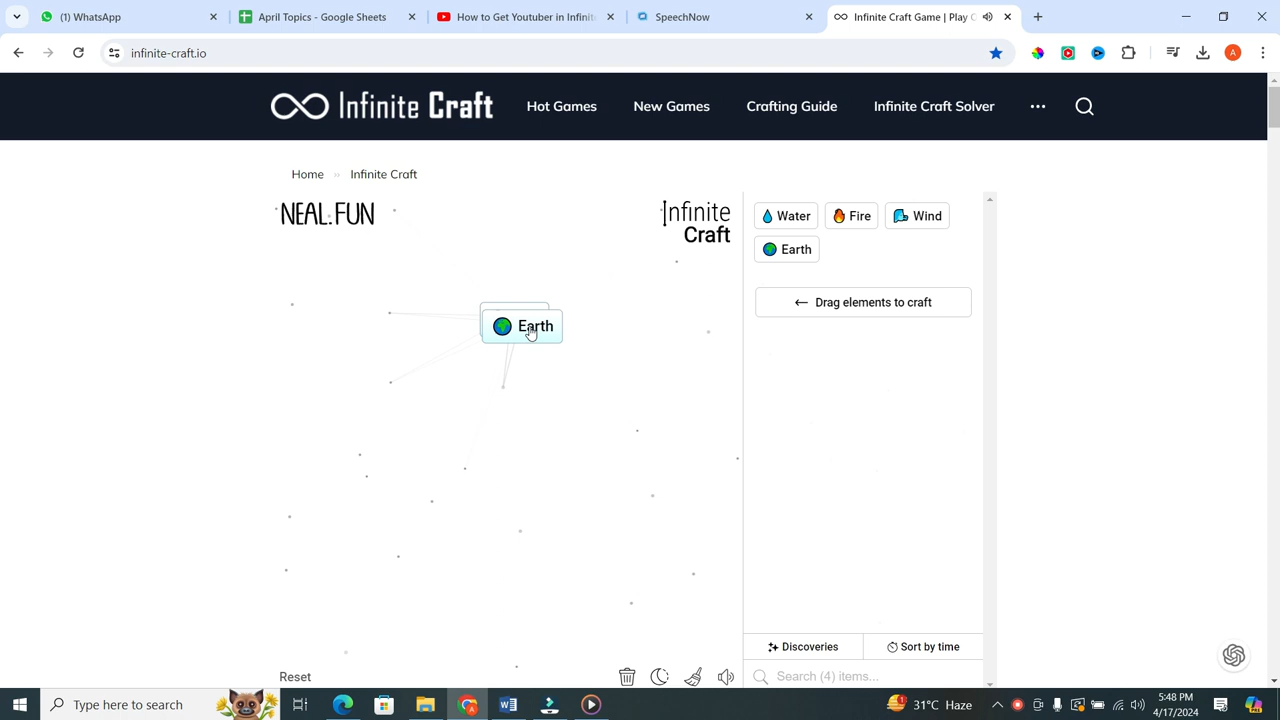 (1) WhatsApp
April Topics - Google Sheets
How to Get Youtuber in Infinit
SpeechNow
Infinite Craft Game | Play O
infinite-craft.io
A
Infinite Craft
Hot Games
New Games
Crafting Guide
Infinite Craft Solver
Home » Infinite Craft
NEAL.FUN
Infinite
Craft
Water
Fire
Wind
Earth
← Drag elements to craft
Earth
Discoveries
Sort by time
Reset
Search (4) items...
Type here to search
31°C Haze
5:48 PM
4/17/2024